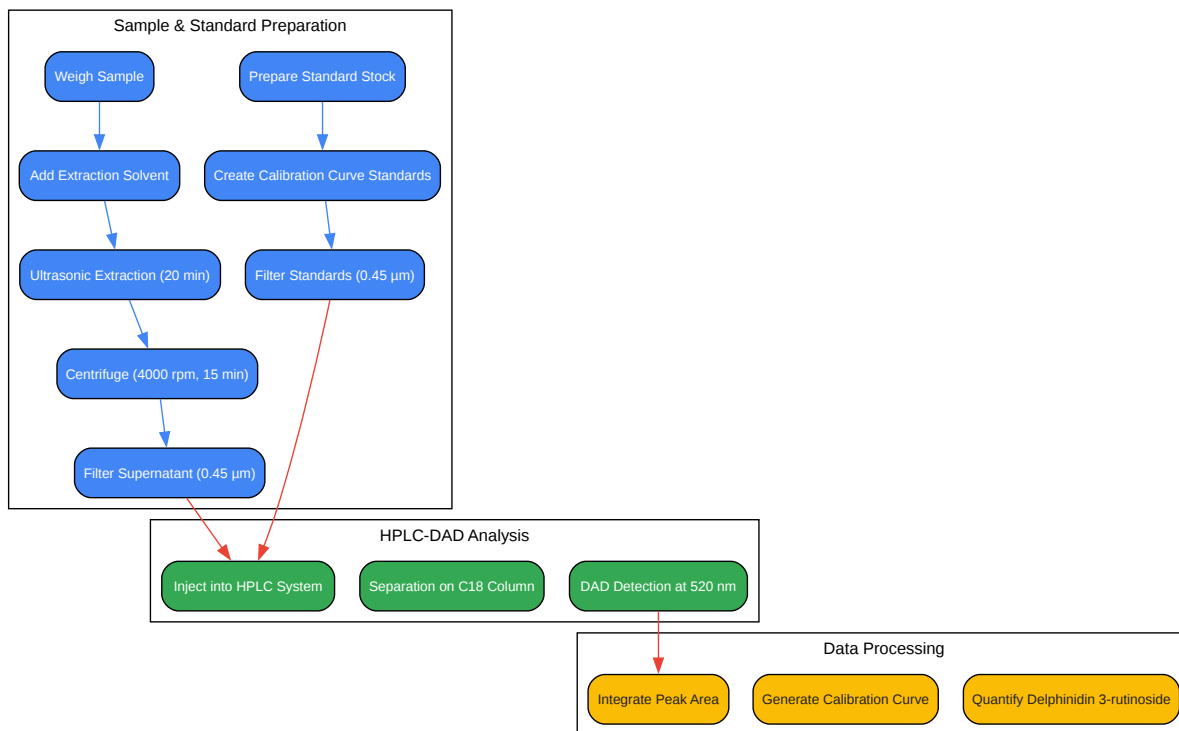 Sample & Standard Preparation
Weigh Sample
Prepare Standard Stock
Add Extraction Solvent
Create Calibration Curve Standards
Ultrasonic Extraction (20 min)
Filter Standards (0.45 µm)
Centrifuge (4000 rpm, 15 min)
Filter Supernatant (0.45 µm)
HPLC-DAD Analysis
Inject into HPLC System
Separation on C18 Column
DAD Detection at 520 nm
Data Processing
Integrate Peak Area
Generate Calibration Curve
Quantify Delphinidin 3-rutinoside